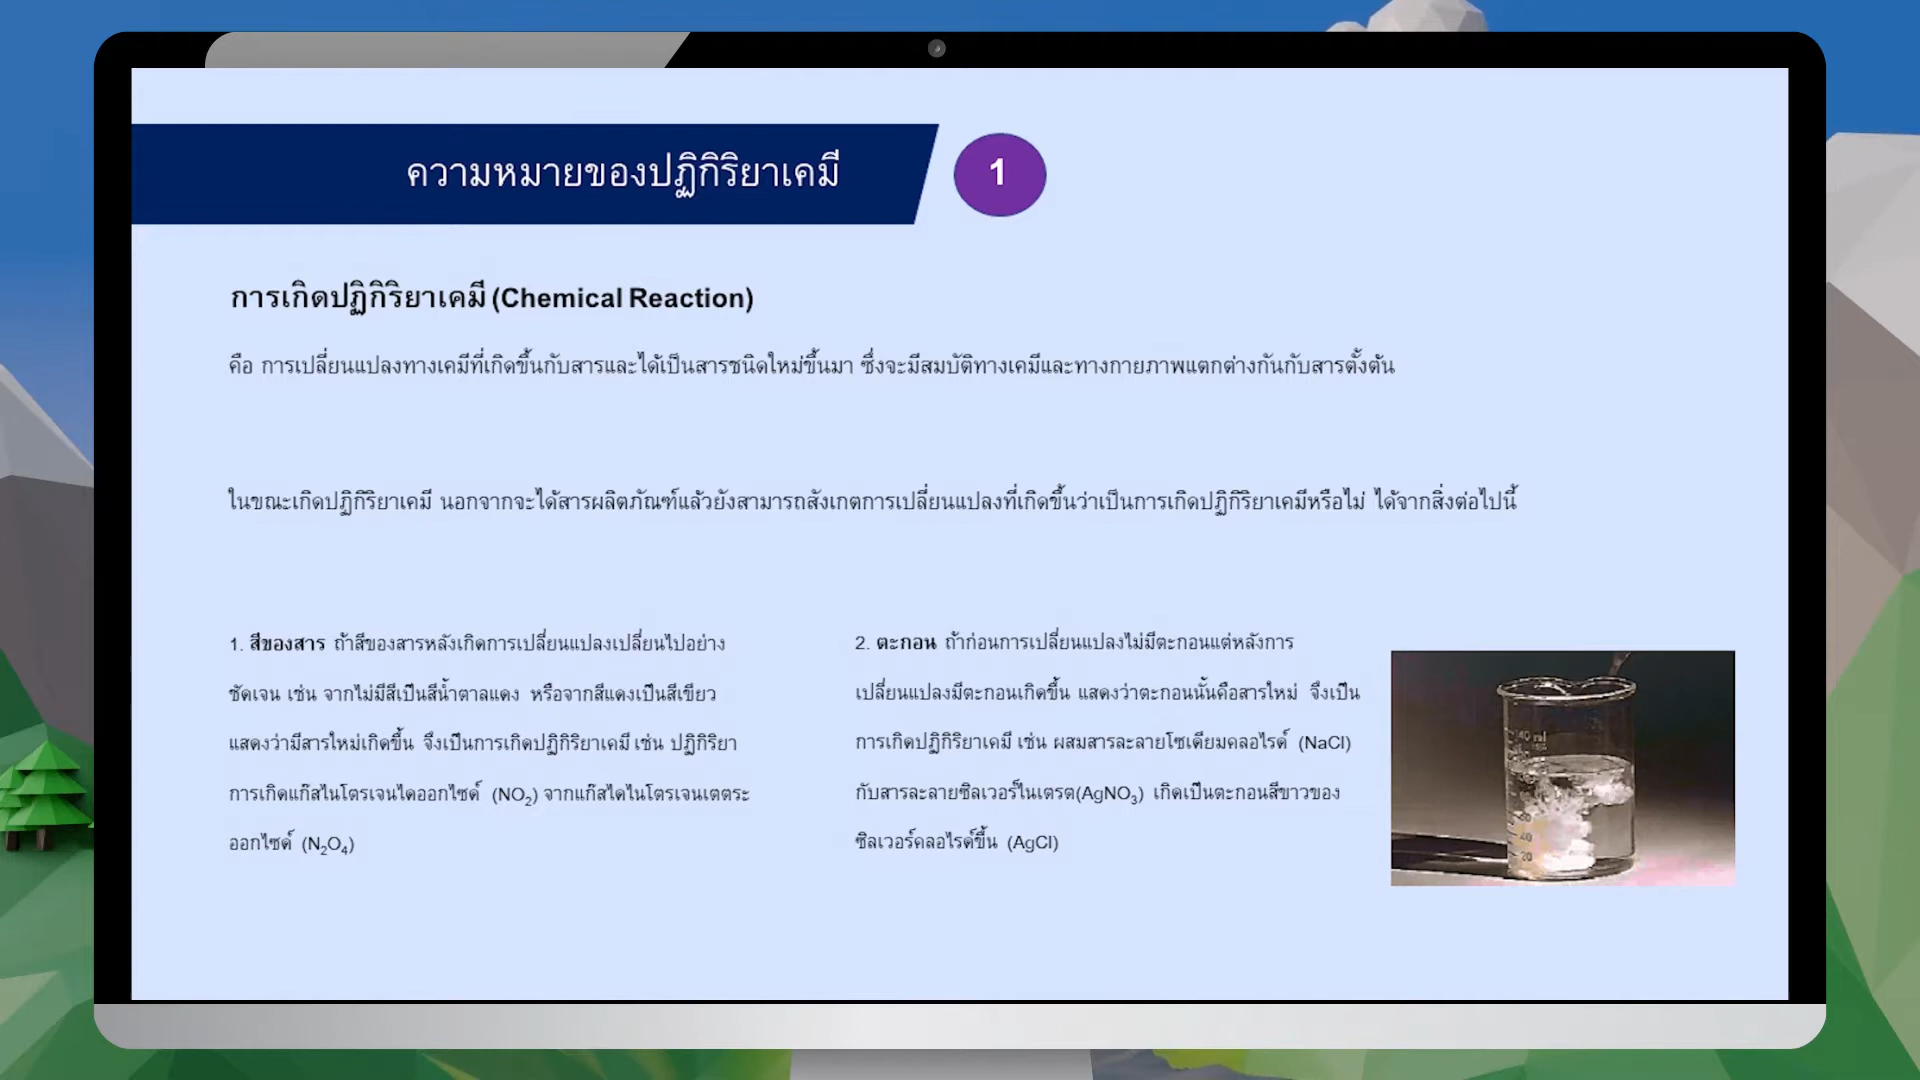 ความหมายของปฏิกิริยาเคมี
1
การเกิดปฏิกิริยาเคมี (Chemical Reaction)
คือ การเปลี่ยนแปลงทางเคมีที่เกิดขึ้นกับสารและได้เป็นสารชนิดใหม่ขึ้นมา ซึ่งจะมีสมบัติทางเคมีและทางกายภาพแตกต่างกันกับสารตั้งต้น
ในขณะเกิดปฏิกิริยาเคมี นอกจากจะได้สารผลิตภัณฑ์แล้วยังสามารถสังเกตการเปลี่ยนแปลงที่เกิดขึ้นว่าเป็นการเกิดปฏิกิริยาเคมีหรือไม่ ได้จากสิ่งต่อไปนี้
1. สีของสาร ถ้าสีของสารหลังเกิดการเปลี่ยนแปลงเปลี่ยนไปอย่าง
ชัดเจน เช่น จากไม่มีสีเป็นสีน้ำตาลแดง หรือจากสีแดงเป็นสีเขียว
แสดงว่ามีสารใหม่เกิดขึ้น จึงเป็นการเกิดปฏิกิริยาเคมี เช่น ปฏิกิริยา
การเกิดแก๊สไนโตรเจนไดออกไซด์ (NO₂) จากแก๊สไดไนโตรเจนเตตระ
ออกไซด์ (N₂O₄)
2. ตะกอน ถ้าก่อนการเปลี่ยนแปลงไม่มีตะกอนแต่หลังการ
เปลี่ยนแปลงมีตะกอนเกิดขึ้น แสดงว่าตะกอนนั้นคือสารใหม่ จึงเป็น
การเกิดปฏิกิริยาเคมี เช่น ผสมสารละลายโซเดียมคลอไรด์ (NaCl)
กับสารละลายซิลเวอร์ไนเตรต(AgNO₃) เกิดเป็นตะกอนสีขาวของ
ซิลเวอร์คลอไรด์ขึ้น (AgCl)
40
20